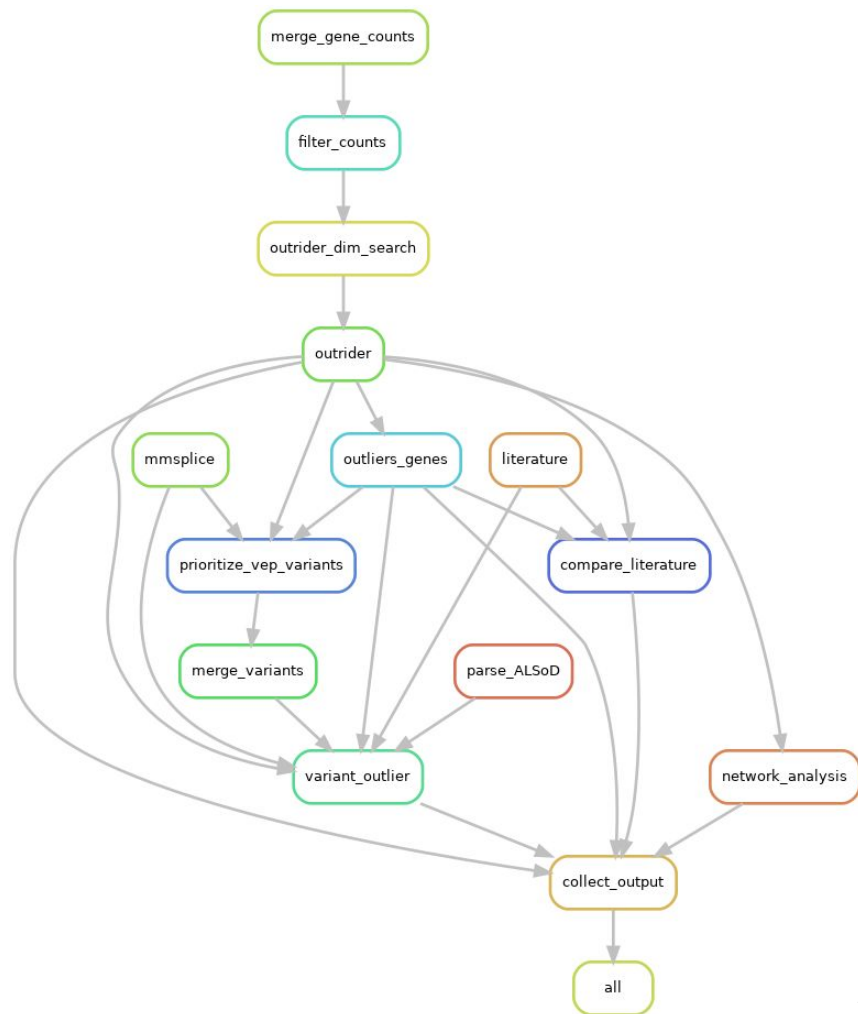 merge_gene_counts
filter_counts
outrider_dim_search
outrider
mmsplice
outliers_genes
literature
prioritize_vep_variants
compare_literature
merge_variants
parse_ALSoD
variant_outlier
network_analysis
collect_output
all